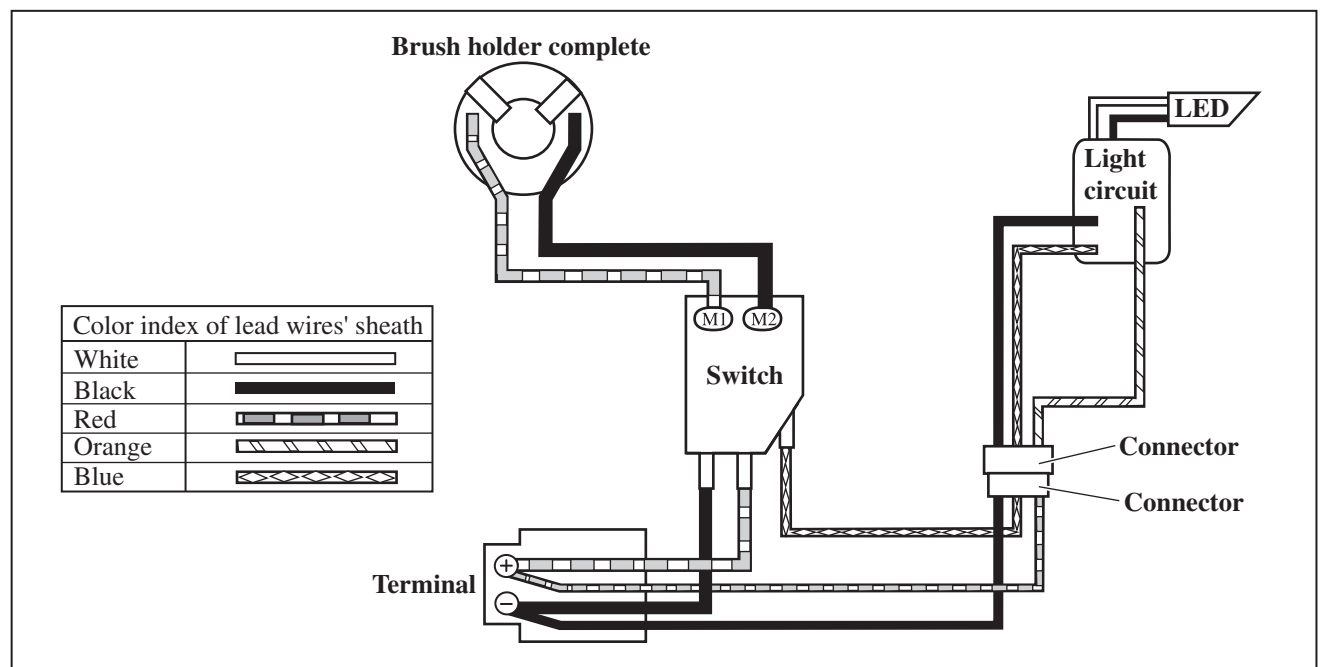 Brush holder complete
LED
Light
circuit
M1 M2
Switch
Color index of lead wires' sheath
White
Black
Red
Orange
Blue
Connector
Connector
Terminal
+
−